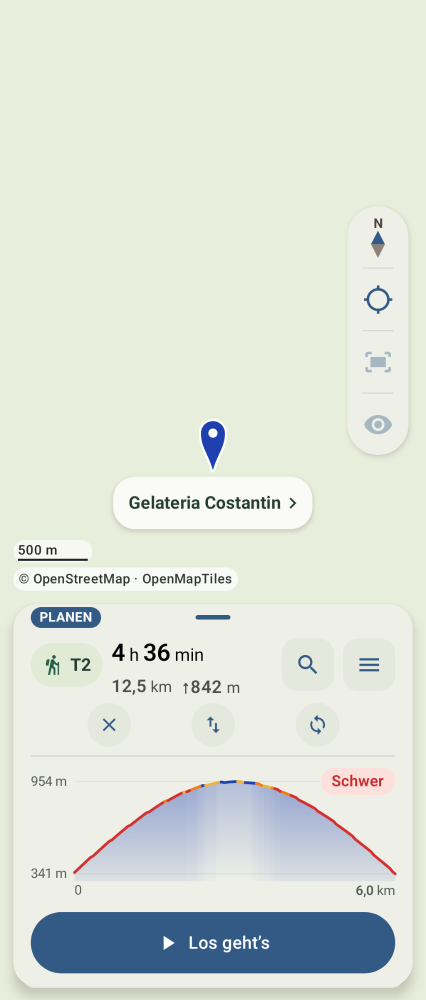 N
Gelateria Costantin
500 m
© OpenStreetMap · OpenMapTiles
PLANEN
T2
4 h 36 min
12,5 km ↑842 m
954 m
Schwer
341 m
0
6,0 km
Los geht's